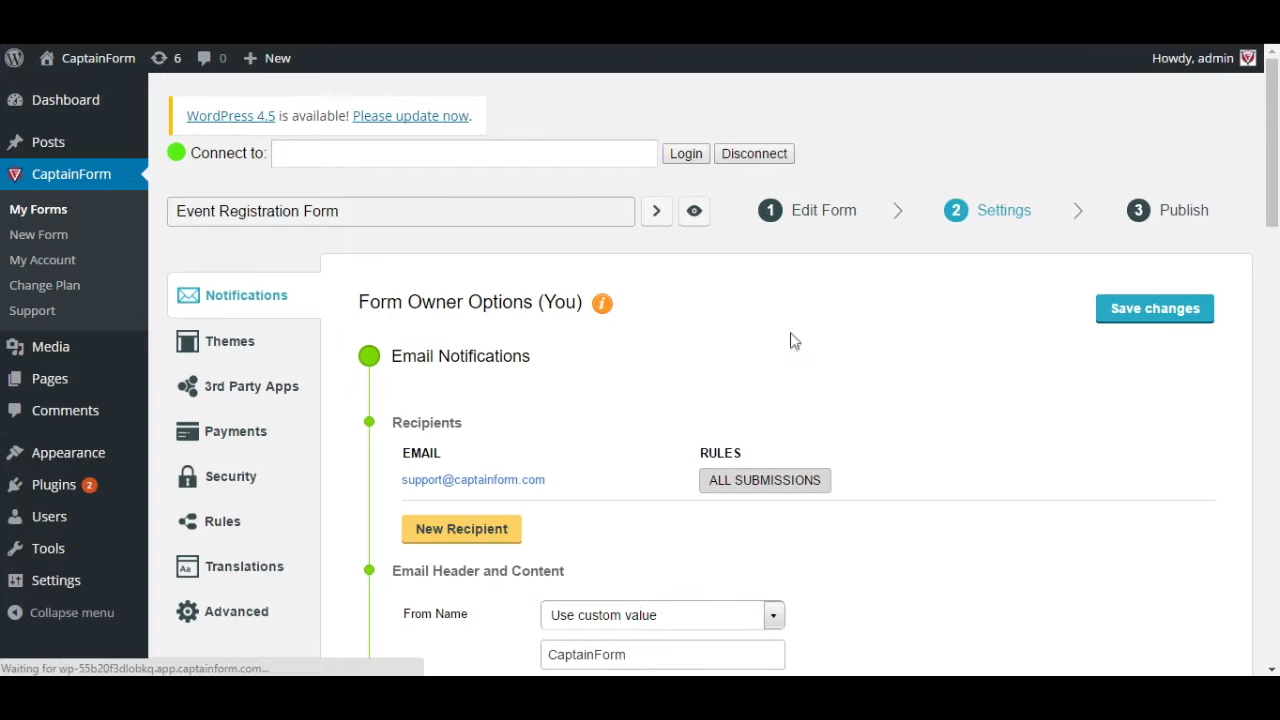 CaptainForm 6 0 New Howdy, admin
Dashboard
Posts
CaptainForm
My Forms
New Form
My Account
Change Plan
Support
Media
Pages
Comments
Appearance
Plugins 2
Users
Tools
Settings
Collapse menu
WordPress 4.5 is available! Please update now.
Connect to: Login Disconnect
Event Registration Form 1 Edit Form 2 Settings 3 Publish
Notifications
Themes
3rd Party Apps
Payments
Security
Rules
Translations
Advanced
Form Owner Options (You) i Save changes
Email Notifications
Recipients
EMAIL RULES
support@captainform.com ALL SUBMISSIONS
New Recipient
Email Header and Content
From Name Use custom value
CaptainForm
Waiting for wp-55b20f3dlobkq.app.captainform.com...